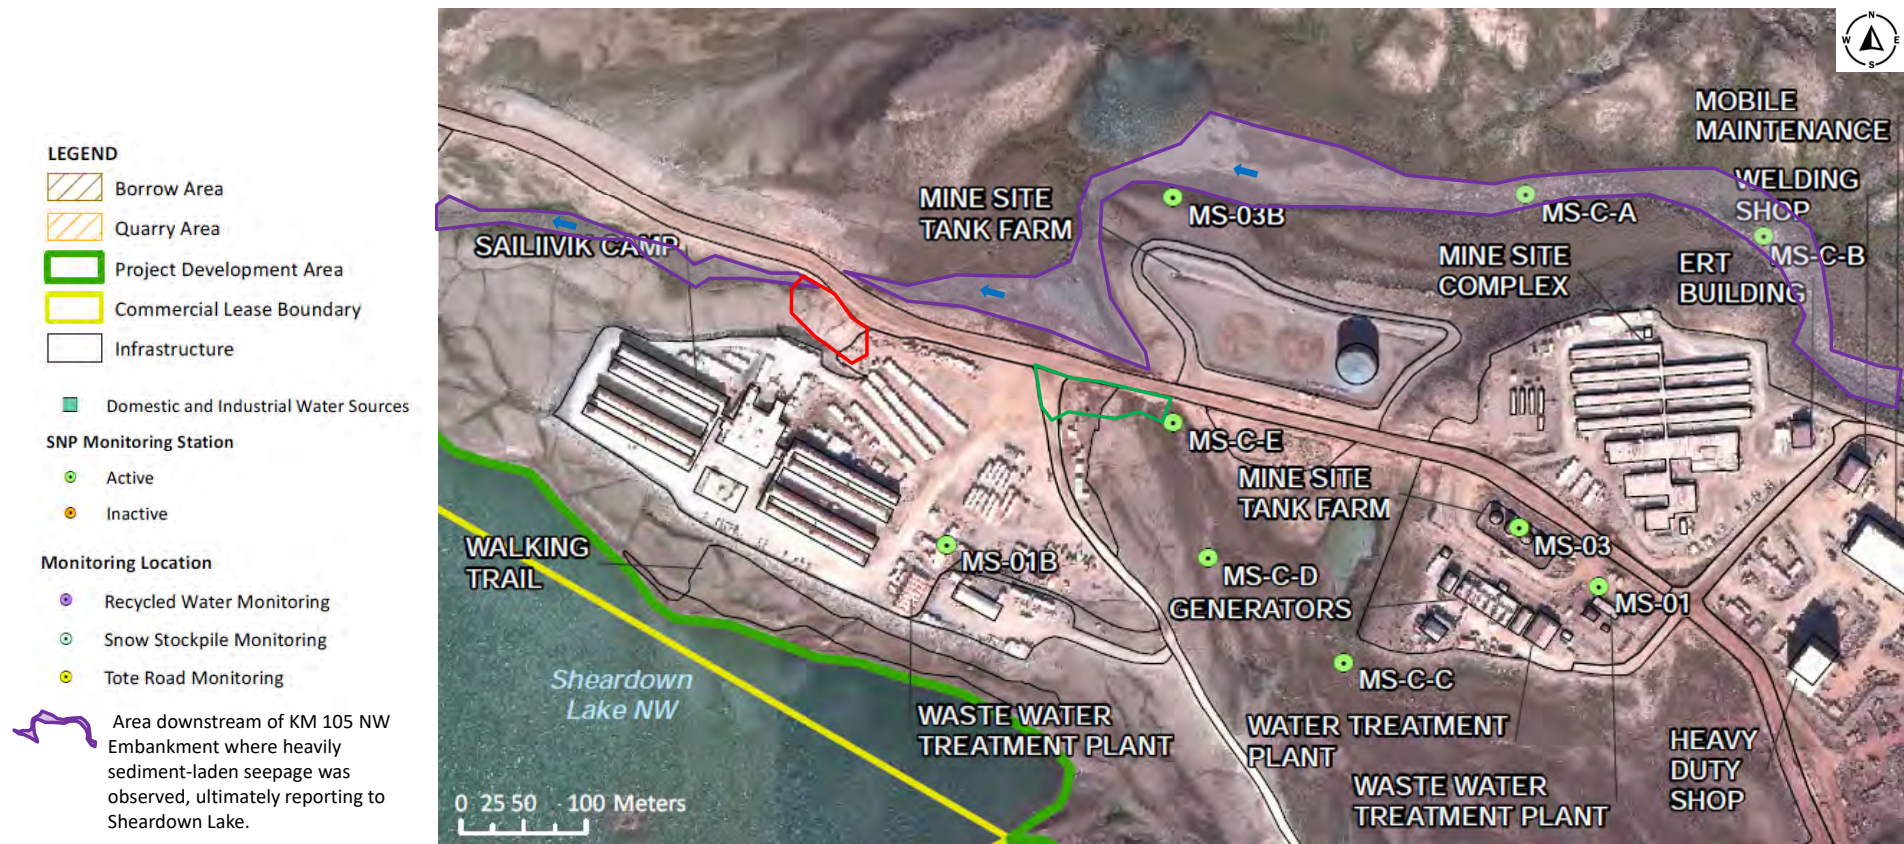 LEGEND
Borrow Area
Quarry Area
Project Development Area
Commercial Lease Boundary
Infrastructure
Domestic and Industrial Water Sources
SNP Monitoring Station
Active
Inactive
Monitoring Location
Recycled Water Monitoring
Snow Stockpile Monitoring
Tote Road Monitoring
Area downstream of KM 105 NW
Embankment where heavily
sediment-laden seepage was
observed, ultimately reporting to
Sheardown Lake.
N
W E
S
MOBILE
MAINTENANCE
WELDING
SHOP
MINE SITE
TANK FARM
MS-03B
MS-C-A
SAILIIVIK CAMP
MINE SITE
COMPLEX
ERT
BUILDING
MS-C-B
MS-C-E
MINE SITE
TANK FARM
WALKING
TRAIL
MS-01B
MS-C-D
MS-03
GENERATORS
MS-01
Sheardown
Lake NW
MS-C-C
WASTE WATER
TREATMENT PLANT
WATER TREATMENT
PLANT
WASTE WATER
TREATMENT PLANT
HEAVY
DUTY
SHOP
0 25 50 100 Meters